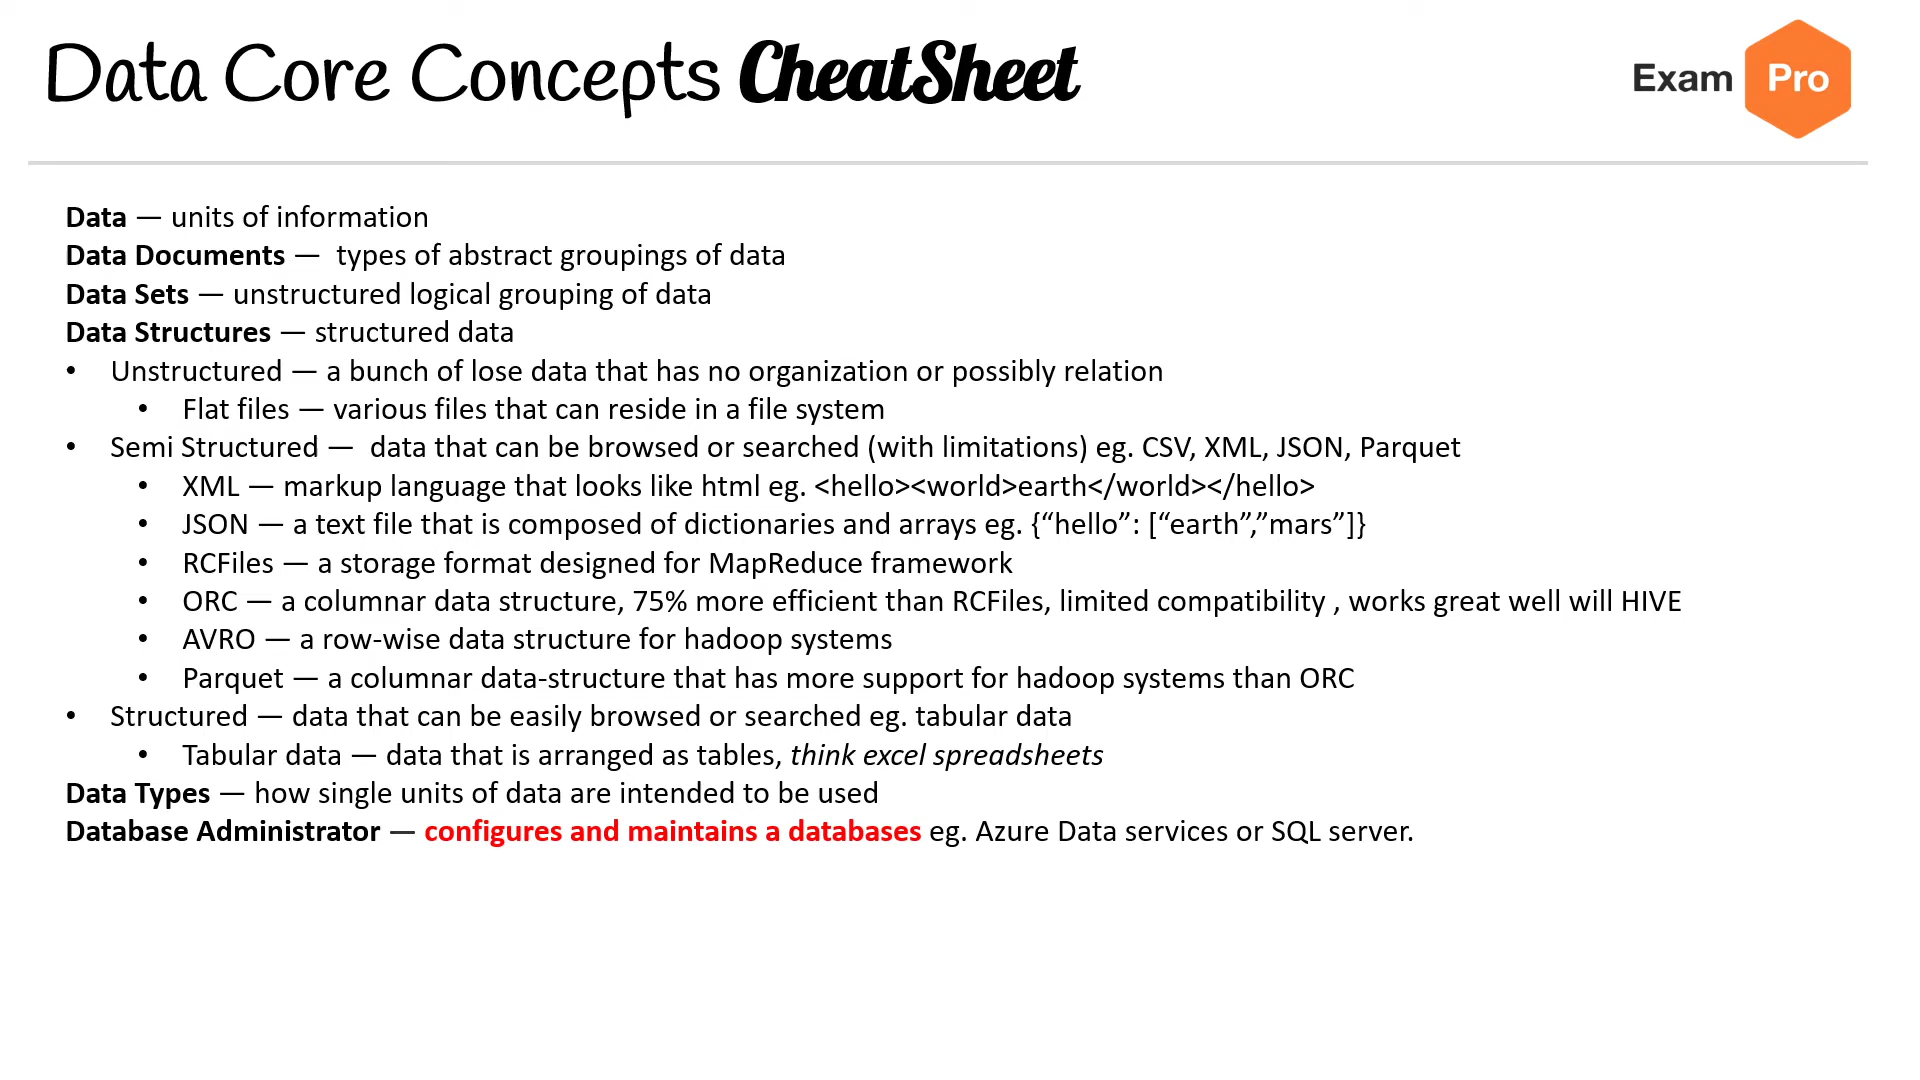 Data Core Concepts CheatSheet
Exam Pro
Data — units of information
Data Documents —  types of abstract groupings of data
Data Sets — unstructured logical grouping of data
Data Structures — structured data
• Unstructured — a bunch of lose data that has no organization or possibly relation
• Flat files — various files that can reside in a file system
• Semi Structured —  data that can be browsed or searched (with limitations) eg. CSV, XML, JSON, Parquet
• XML — markup language that looks like html eg. <hello><world>earth</world></hello>
• JSON — a text file that is composed of dictionaries and arrays eg. {“hello”: [“earth”,”mars”]}
• RCFiles — a storage format designed for MapReduce framework
• ORC — a columnar data structure, 75% more efficient than RCFiles, limited compatibility , works great well will HIVE
• AVRO — a row-wise data structure for hadoop systems
• Parquet — a columnar data-structure that has more support for hadoop systems than ORC
• Structured — data that can be easily browsed or searched eg. tabular data
• Tabular data — data that is arranged as tables, think excel spreadsheets
Data Types — how single units of data are intended to be used
Database Administrator — configures and maintains a databases eg. Azure Data services or SQL server.